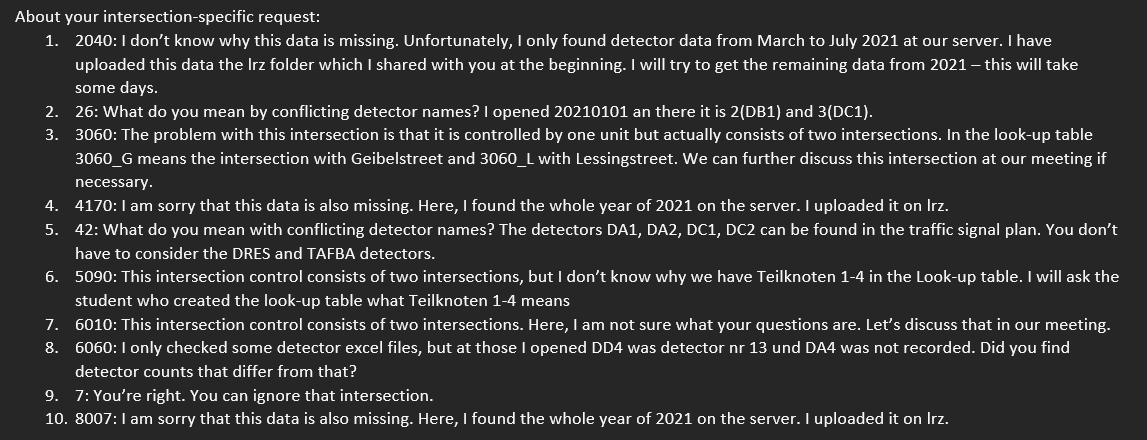 About your intersection-specific request:
1. 2040: I don't know why this data is missing. Unfortunately, I only found detector data from March to July 2021 at our server. I have
uploaded this data the lrz folder which I shared with you at the beginning. I will try to get the remaining data from 2021 – this will take
some days.
2. 26: What do you mean by conflicting detector names? I opened 20210101 an there it is 2(DB1) and 3(DC1).
3. 3060: The problem with this intersection is that it is controlled by one unit but actually consists of two intersections. In the look-up table
3060_G means the intersection with Geibelstreet and 3060_L with Lessingstreet. We can further discuss this intersection at our meeting if
necessary.
4. 4170: I am sorry that this data is also missing. Here, I found the whole year of 2021 on the server. I uploaded it on lrz.
5. 42: What do you mean with conflicting detector names? The detectors DA1, DA2, DC1, DC2 can be found in the traffic signal plan. You don't
have to consider the DRES and TAFBA detectors.
6. 5090: This intersection control consists of two intersections, but I don't know why we have Teilknoten 1-4 in the Look-up table. I will ask the
student who created the look-up table what Teilknoten 1-4 means
7. 6010: This intersection control consists of two intersections. Here, I am not sure what your questions are. Let's discuss that in our meeting.
8. 6060: I only checked some detector excel files, but at those I opened DD4 was detector nr 13 und DA4 was not recorded. Did you find
detector counts that differ from that?
9. 7: You're right. You can ignore that intersection.
10. 8007: I am sorry that this data is also missing. Here, I found the whole year of 2021 on the server. I uploaded it on lrz.